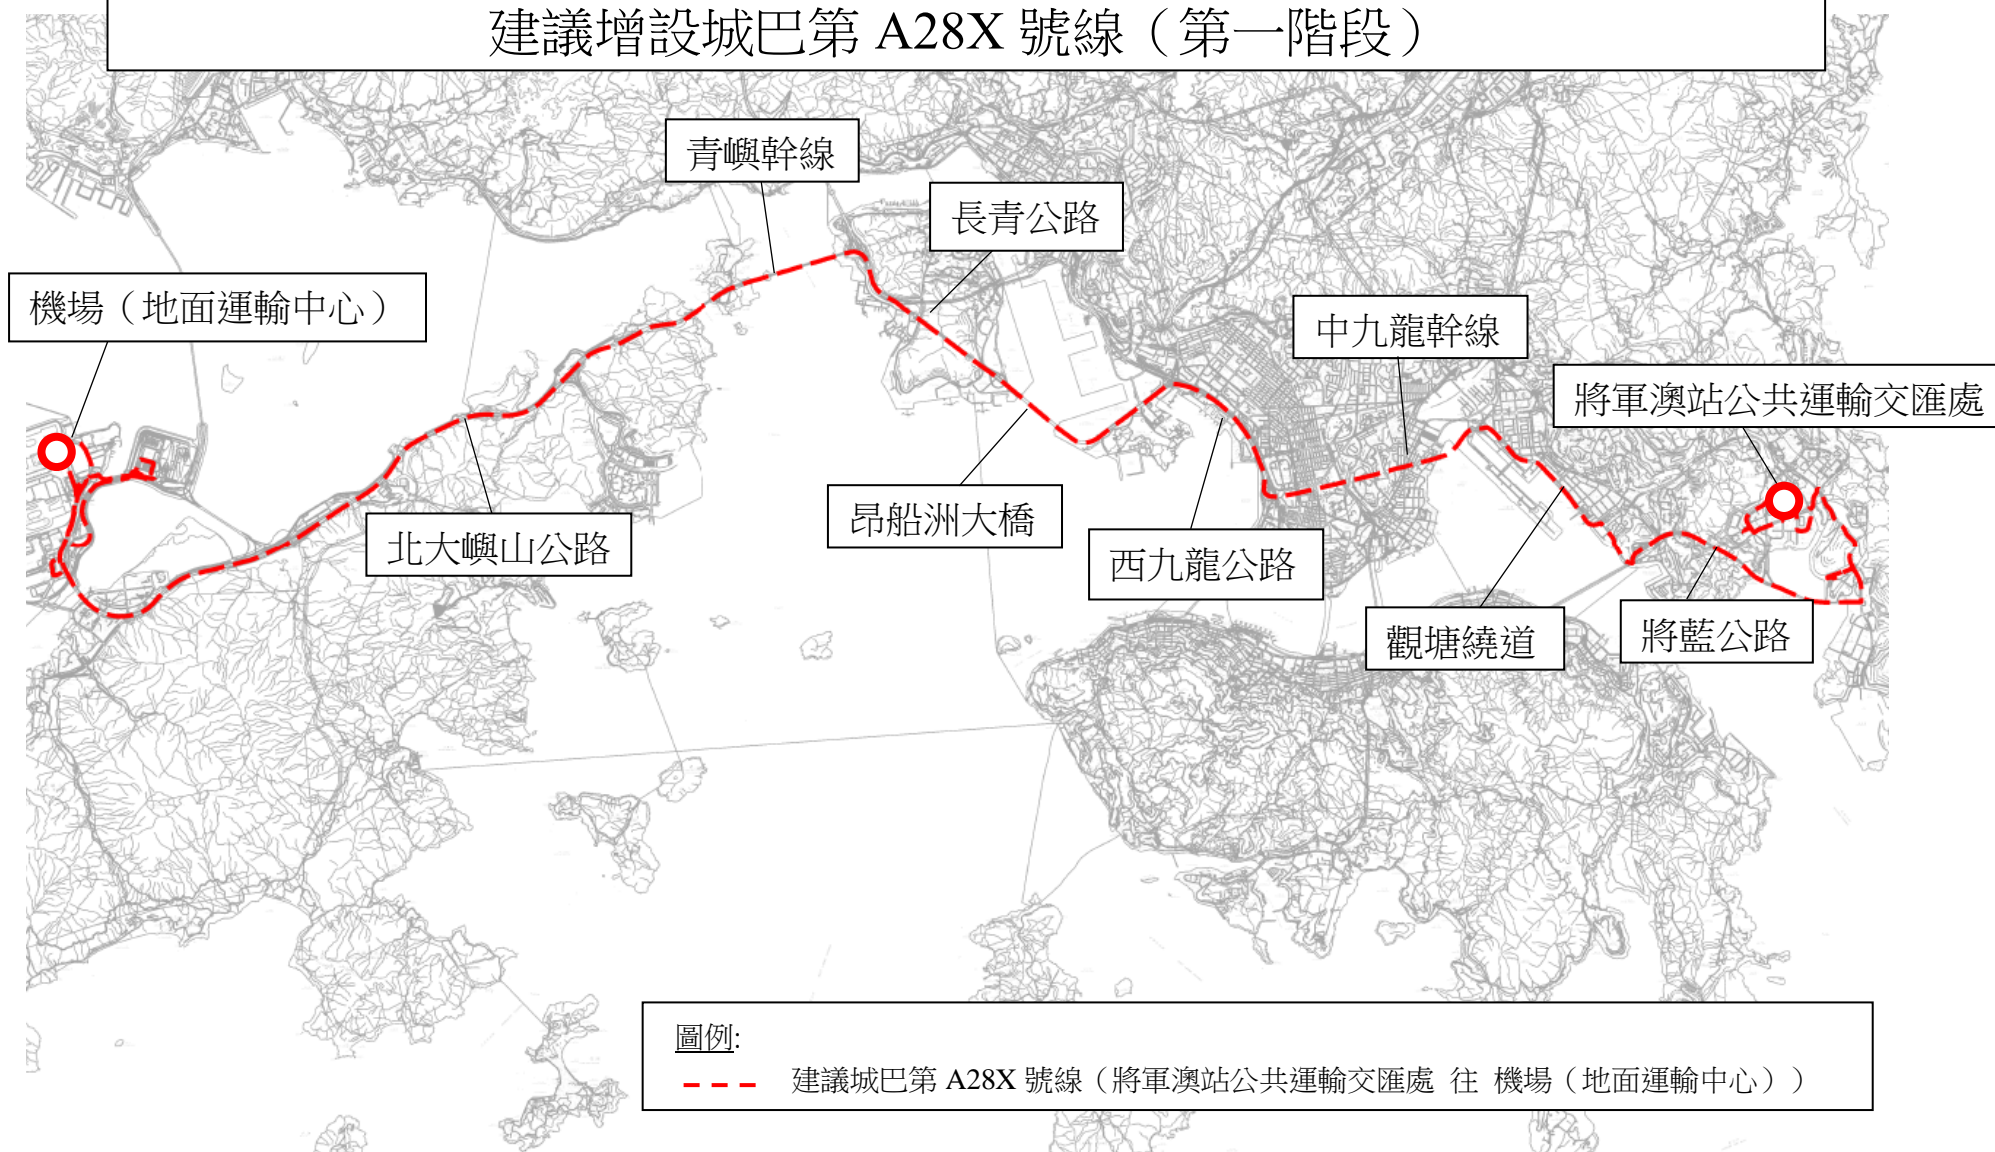 建議增設城巴第 A28X 號線（第一階段）
青嶼幹線
長青公路
機場（地面運輸中心）
中九龍幹線
將軍澳站公共運輸交匯處
昂船洲大橋
北大嶼山公路
西九龍公路
觀塘繞道
將藍公路
圖例:
建議城巴第 A28X 號線（將軍澳站公共運輸交匯處 往 機場（地面運輸中心））